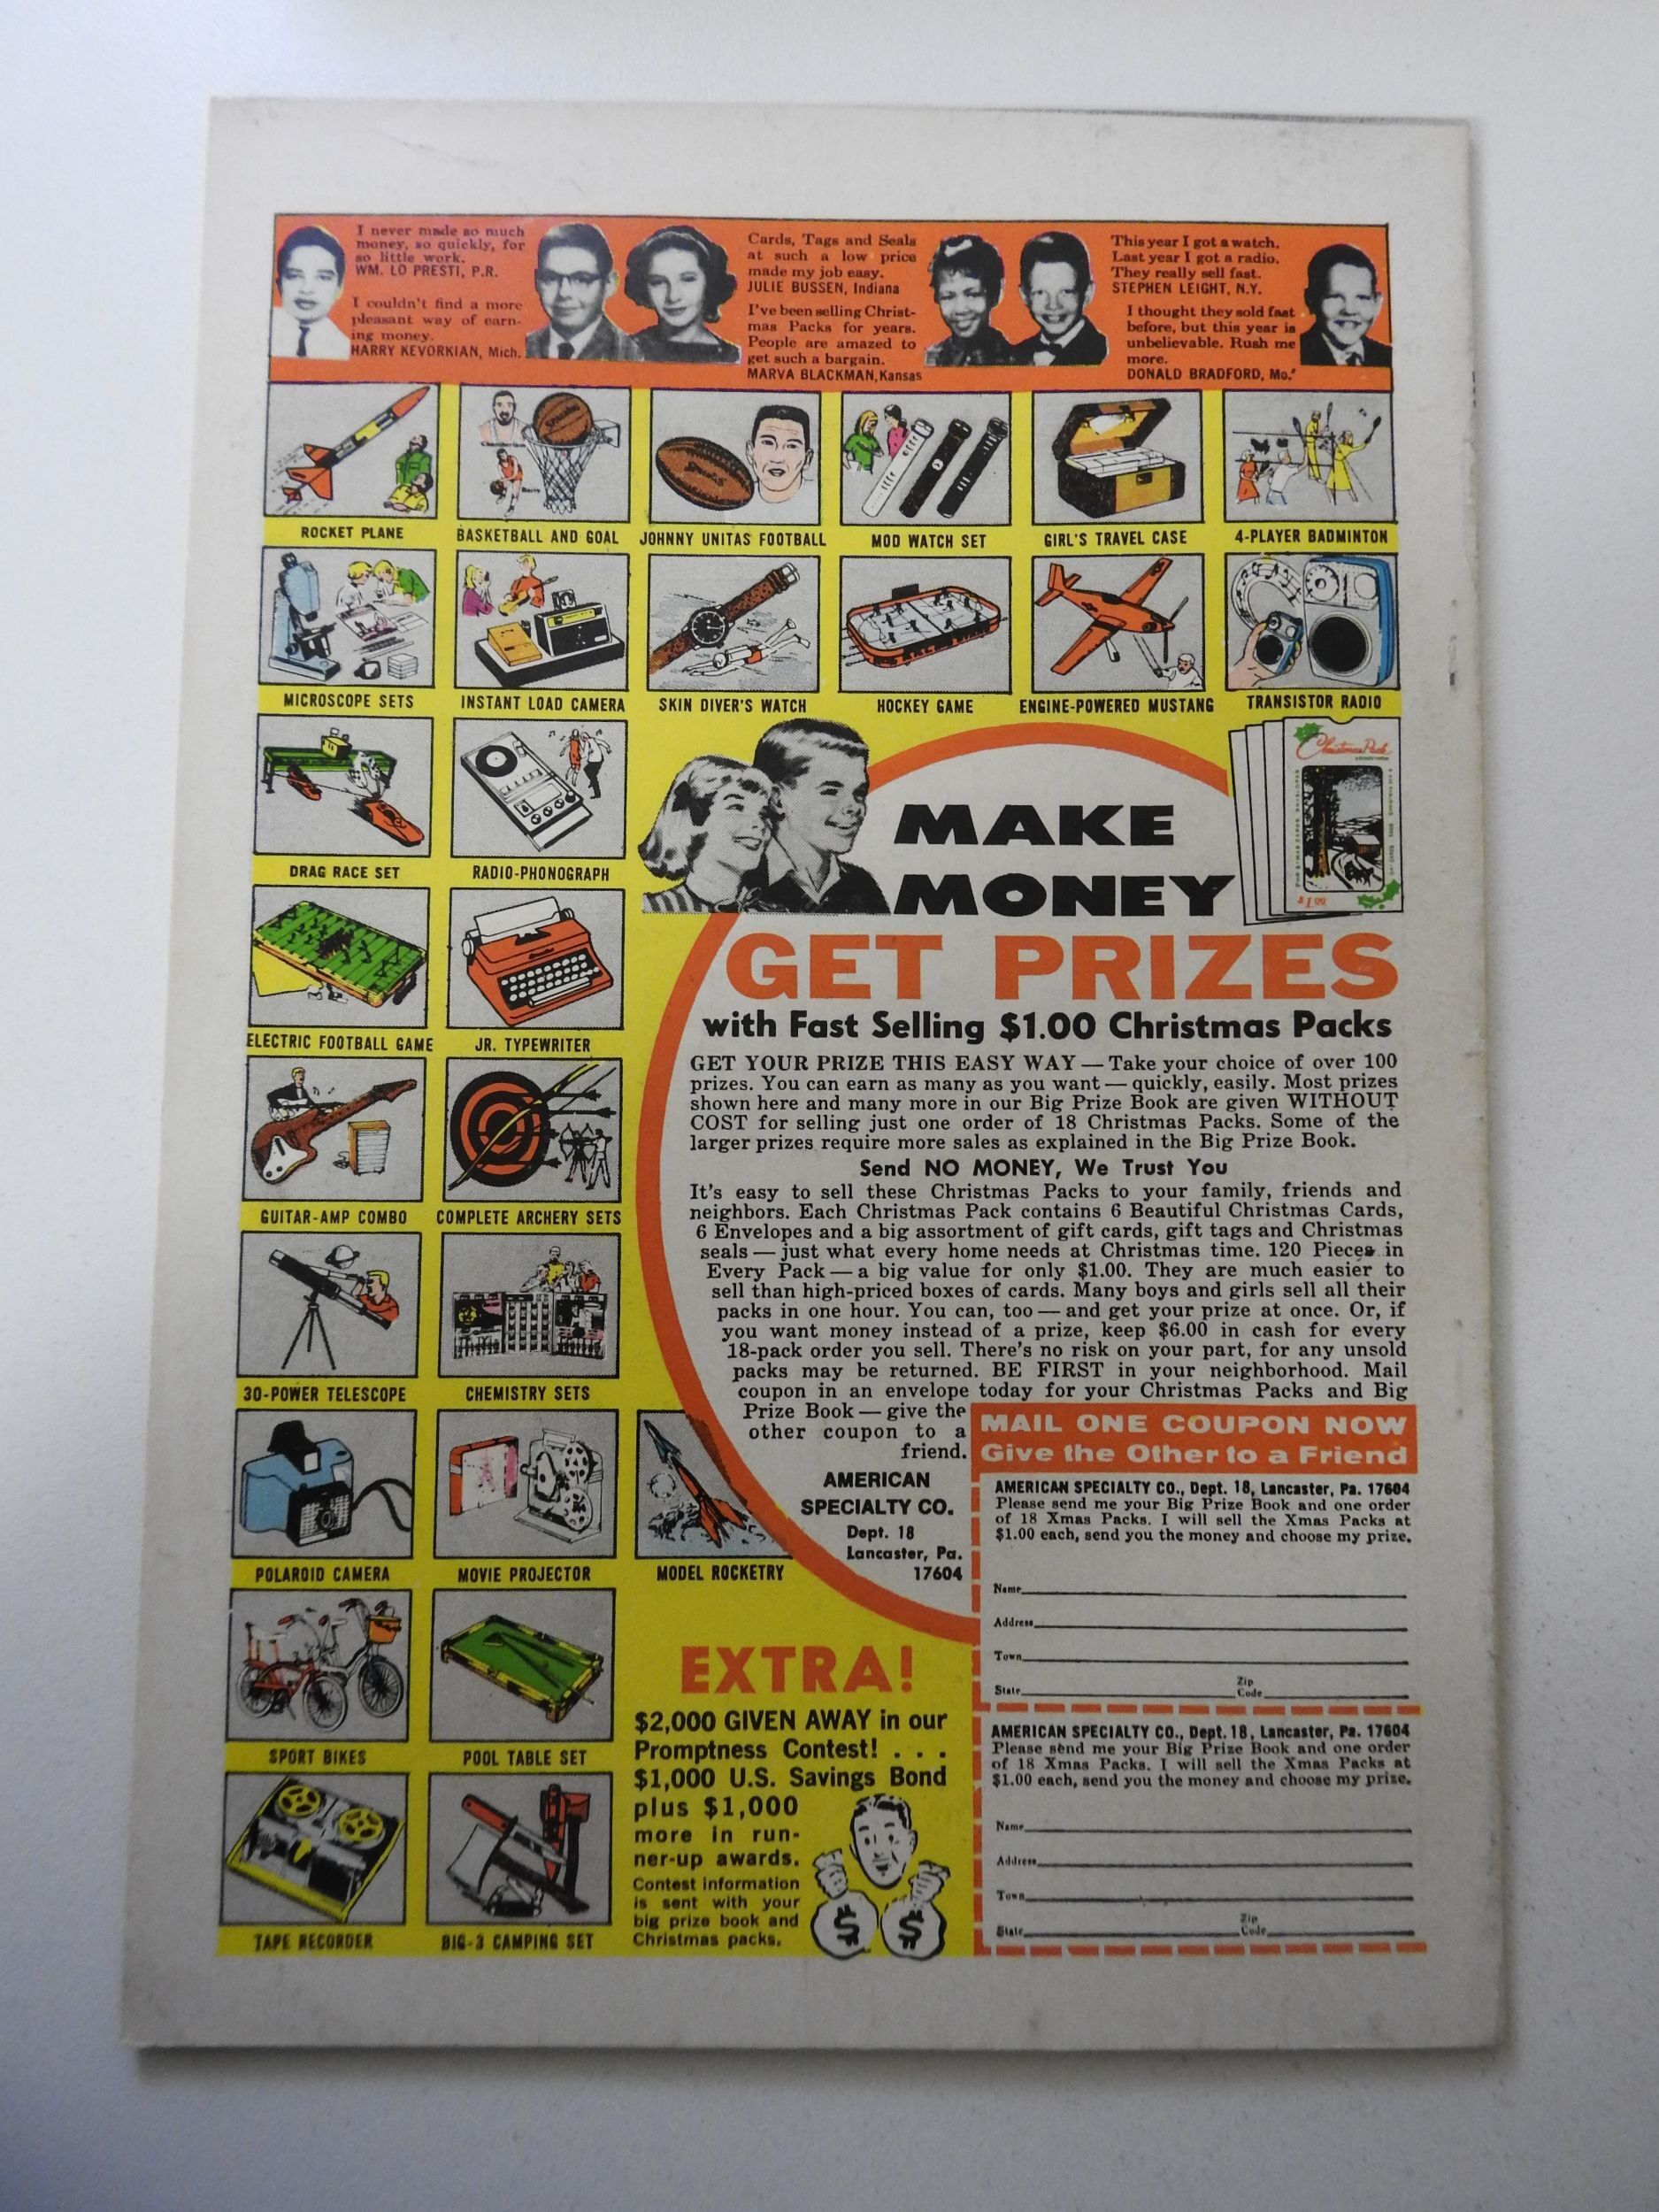 I never made so much
money, so quickly, for
so little work.
WM. LO PRESTI, P.R.
I couldn't find a more
pleasant way of earn-
ing money.
HARRY KEVORKIAN, Mich.
Cards, Tags and Seals
at such a low price
made my job easy.
JULIE BUSSEN, Indiana
I've been selling Christ-
mas Packs for years.
People are amazed to
get such a bargain.
MARVA BLACKMAN, Kansas
This year I got a watch.
Last year I got a radio.
They really sell fast.
STEPHEN LEIGHT, N.Y.
I thought they sold fast
before, but this year is
unbelievable. Rush me
more.
DONALD BRADFORD, Mo."
ROCKET PLANE
BASKETBALL AND GOAL
JOHNNY UNITAS FOOTBALL
MOD WATCH SET
GIRL'S TRAVEL CASE
4-PLAYER BADMINTON
MICROSCOPE SETS
INSTANT LOAD CAMERA
SKIN DIVER'S WATCH
HOCKEY GAME
ENGINE-POWERED MUSTANG
TRANSISTOR RADIO
DRAG RACE SET
RADIO-PHONOGRAPH
ELECTRIC FOOTBALL GAME
JR. TYPEWRITER
GUITAR-AMP COMBO
COMPLETE ARCHERY SETS
30-POWER TELESCOPE
CHEMISTRY SETS
POLAROID CAMERA
MOVIE PROJECTOR
MODEL ROCKETRY
SPORT BIKES
POOL TABLE SET
TAPE RECORDER
BIG-3 CAMPING SET
Christmas Pack
$1.00
MAKE
MONEY
GET PRIZES
with Fast Selling $1.00 Christmas Packs
GET YOUR PRIZE THIS EASY WAY — Take your choice of over 100
prizes. You can earn as many as you want — quickly, easily. Most prizes
shown here and many more in our Big Prize Book are given WITHOUT
COST for selling just one order of 18 Christmas Packs. Some of the
larger prizes require more sales as explained in the Big Prize Book.
Send NO MONEY, We Trust You
It's easy to sell these Christmas Packs to your family, friends and
neighbors. Each Christmas Pack contains 6 Beautiful Christmas Cards,
6 Envelopes and a big assortment of gift cards, gift tags and Christmas
seals — just what every home needs at Christmas time. 120 Pieces in
Every Pack — a big value for only $1.00. They are much easier to
sell than high-priced boxes of cards. Many boys and girls sell all their
packs in one hour. You can, too — and get your prize at once. Or, if
you want money instead of a prize, keep $6.00 in cash for every
18-pack order you sell. There's no risk on your part, for any unsold
packs may be returned. BE FIRST in your neighborhood. Mail
coupon in an envelope today for your Christmas Packs and Big
Prize Book — give the
other coupon to a
friend.
AMERICAN
SPECIALTY CO.
Dept. 18
Lancaster, Pa.
17604
EXTRA!
$2,000 GIVEN AWAY in our
Promptness Contest! . . .
$1,000 U.S. Savings Bond
plus $1,000
more in run-
ner-up awards.
Contest information
is sent with your
big prize book and
Christmas packs.
$ $
MAIL ONE COUPON NOW
Give the Other to a Friend
AMERICAN SPECIALTY CO., Dept. 18, Lancaster, Pa. 17604
Please send me your Big Prize Book and one order
of 18 Xmas Packs. I will sell the Xmas Packs at
$1.00 each, send you the money and choose my prize.
Name
Address
Town
State Zip Code
AMERICAN SPECIALTY CO., Dept. 18, Lancaster, Pa. 17604
Please send me your Big Prize Book and one order
of 18 Xmas Packs. I will sell the Xmas Packs at
$1.00 each, send you the money and choose my prize.
Name
Address
Town
State Zip Code